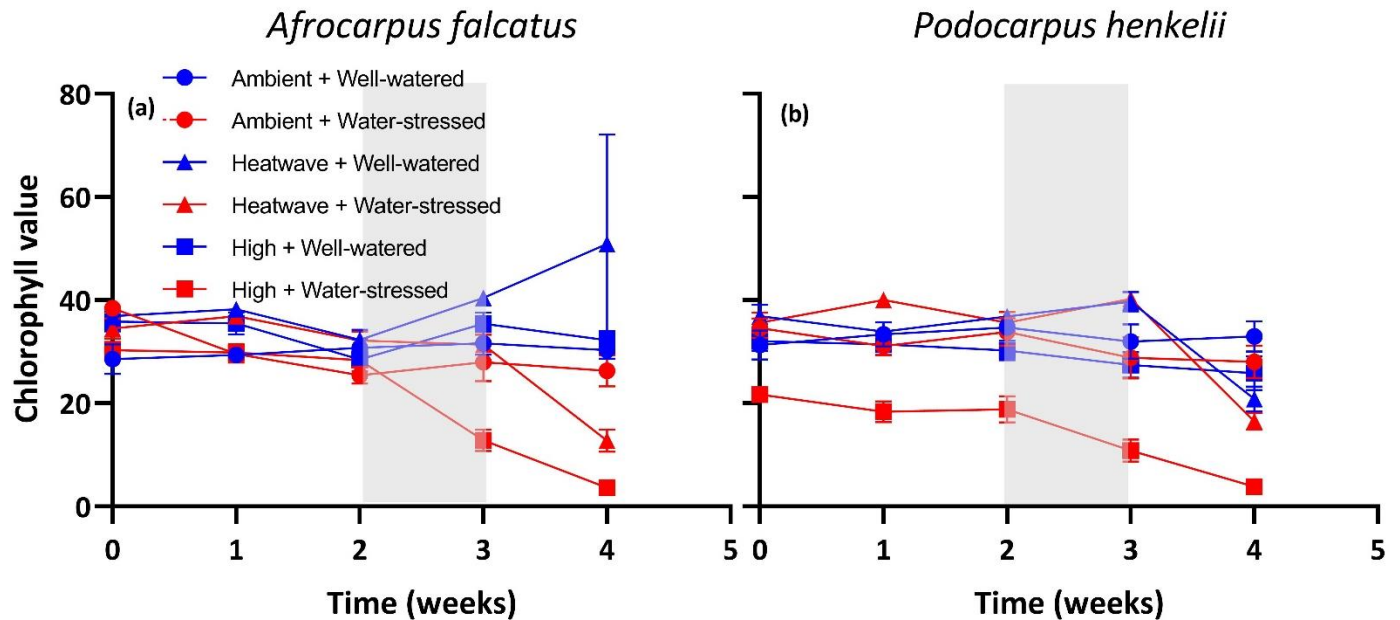 Afrocarpus falcatus
Podocarpus henkelii
Ambient + Well-watered
Ambient + Water-stressed
Heatwave + Well-watered
Heatwave + Water-stressed
High + Well-watered
High + Water-stressed
(a)
(b)
Chlorophyll value
80
60
40
20
0
0 1 2 3 4 5
0 1 2 3 4 5
Time (weeks)
Time (weeks)